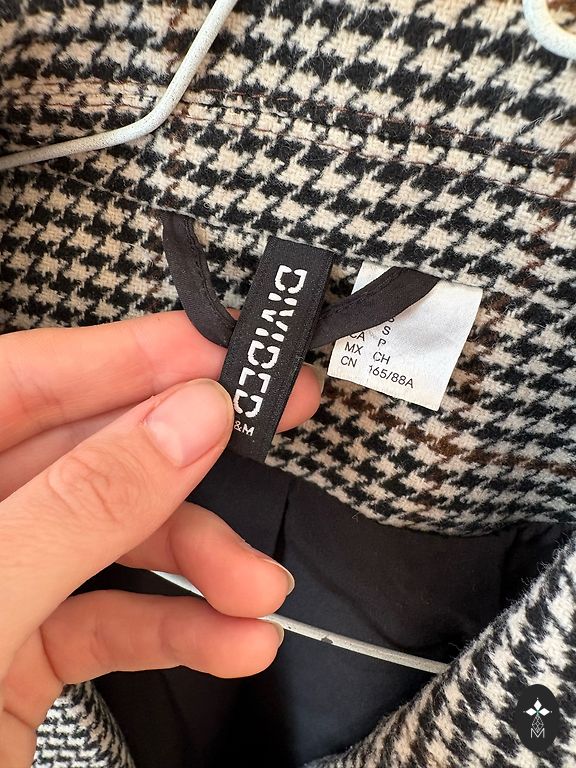 DIVIDED
&M
S
S
CA P
MX CH
CN 165/88A
M